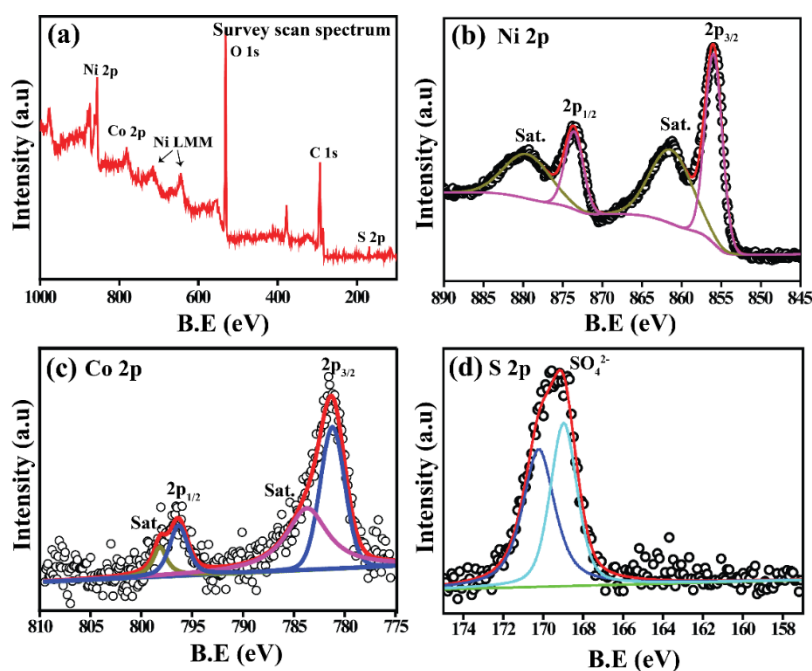 (a) Survey scan spectrum
O 1s
Ni 2p
Co 2p
Ni LMM
C 1s
S 2p
Intensity (a.u)
1000 800 600 400 200
B.E (eV)
(b) Ni 2p
2p3/2
2p1/2
Sat.
Sat.
Intensity (a.u)
890 885 880 875 870 865 860 855 850 845
B.E (eV)
(c) Co 2p
2p3/2
2p1/2
Sat.
Sat.
Intensity (a.u)
810 805 800 795 790 785 780 775
B.E (eV)
(d) S 2p
SO4 2-
Intensity (a.u)
174 172 170 168 166 164 162 160 158
B.E (eV)